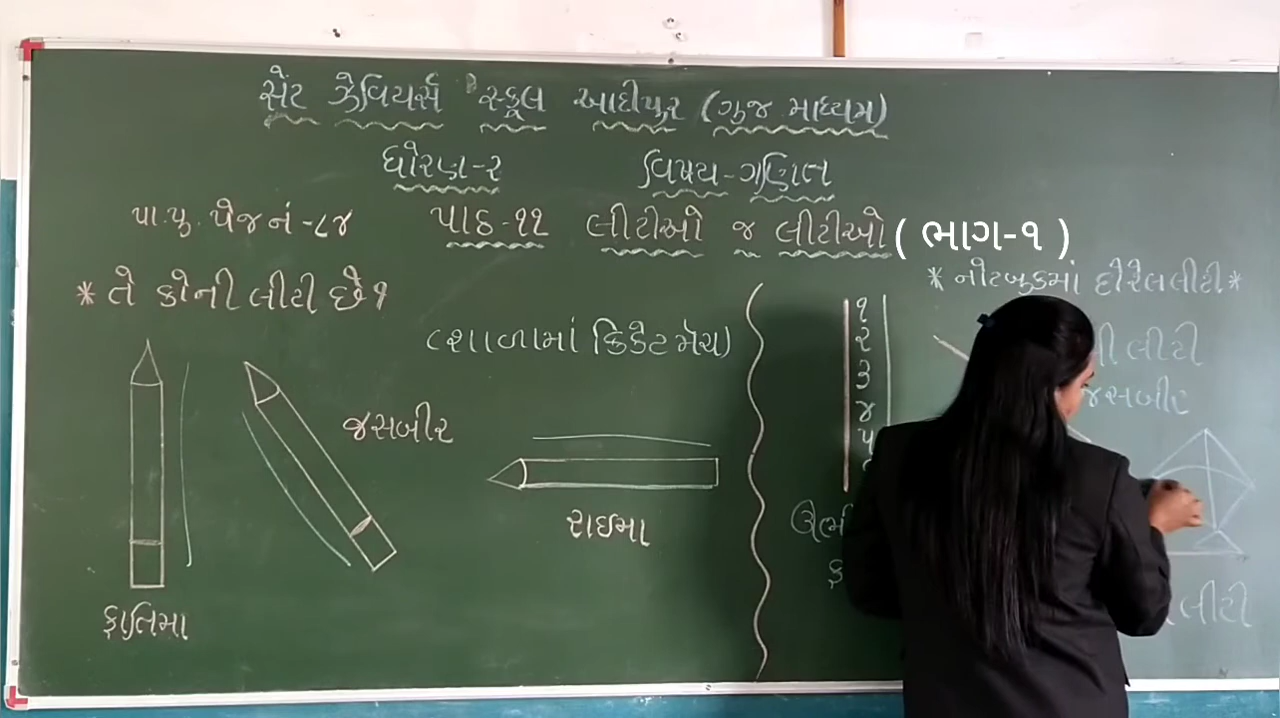 સેંટ ઝેવિયર્સ સ્કૂલ આદીપુર (ગુજ માધ્યમ)
ધોરણ-૨ વિષય-ગણિત
પા.પુ. પેજ નં-૮૪ પાઠ-૧૧ લીટીઓ જ લીટીઓ ( ભાગ-૧ )
* તે કોની લીટી છે?
(શાળામાં ક્રિકેટ મૅચ)
જસબીર
રાઇમા
ફાતિમા
* નોટબુકમાં દોરેલ લીટી *
૧
૨
૩
૪
૫
લીટી
જસબીર
લીટી